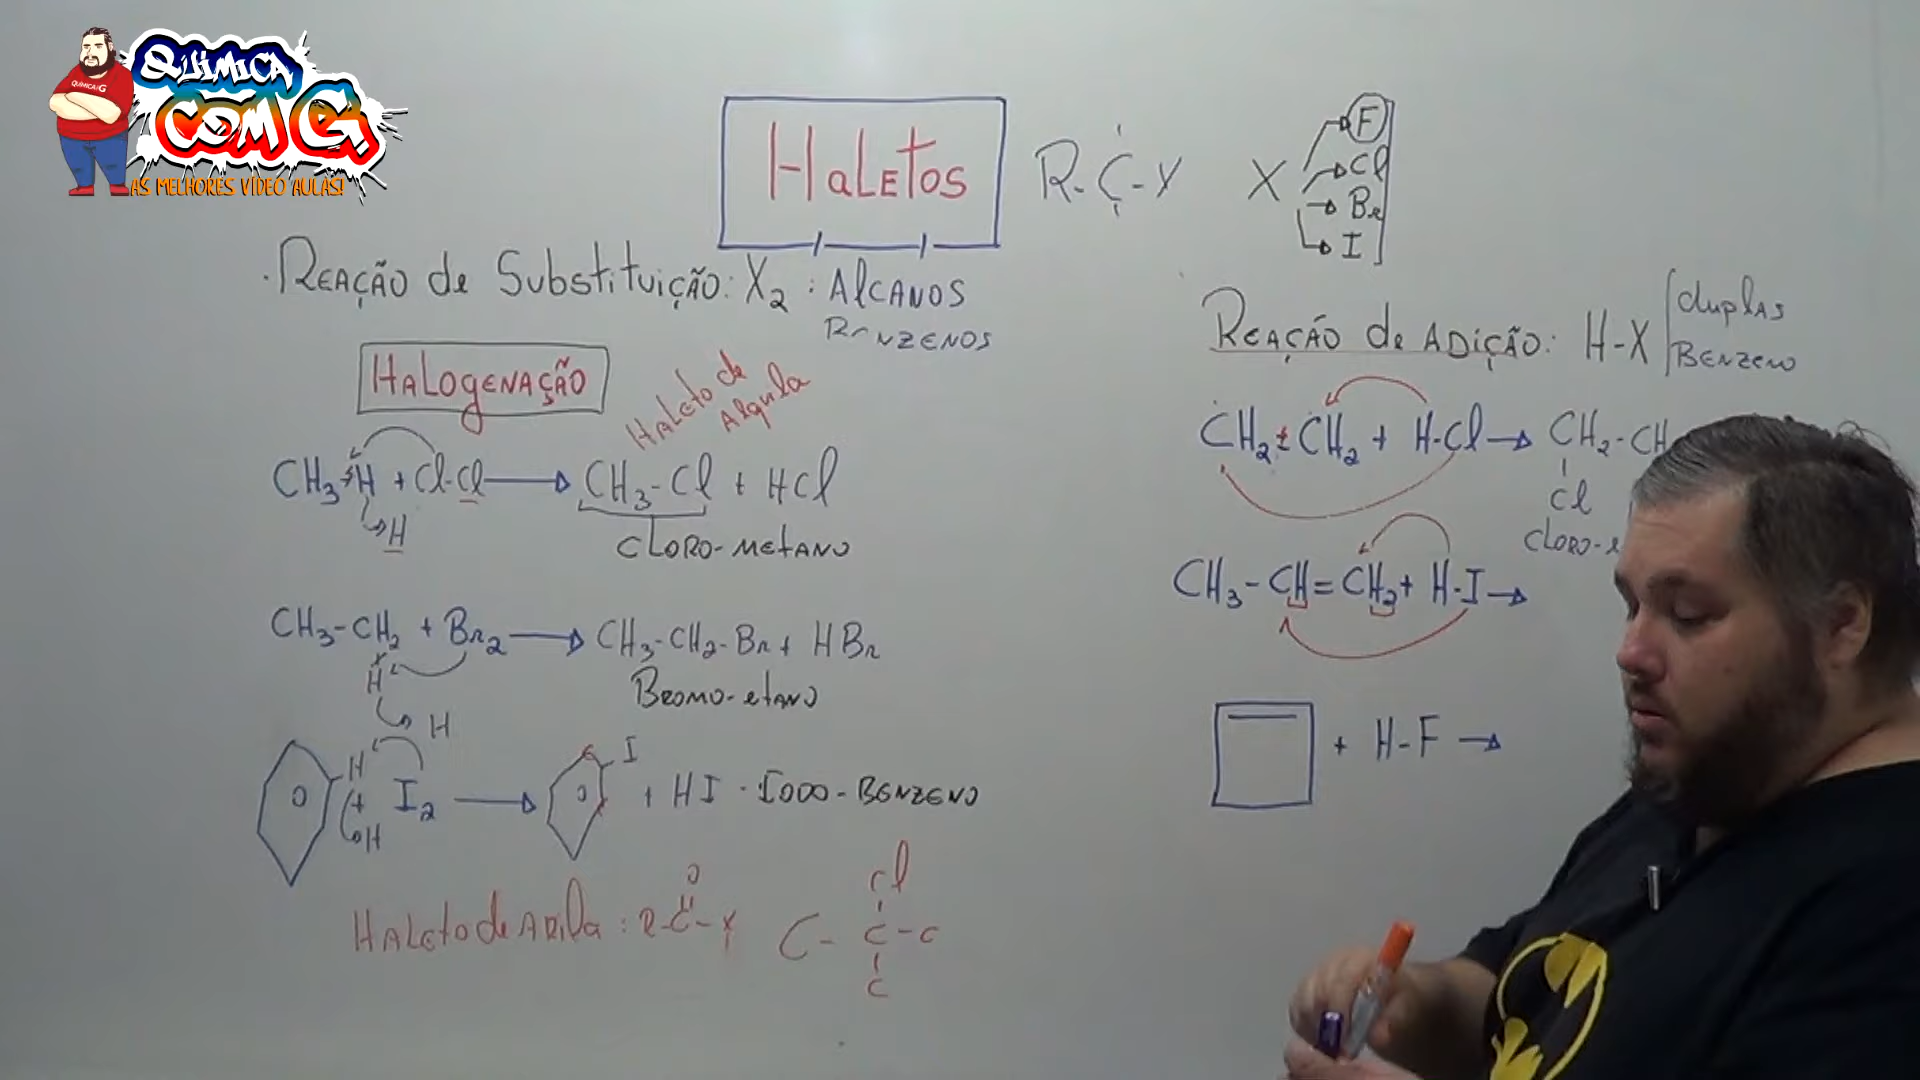 QUÍMICA
COM G
AS MELHORES VÍDEO AULAS!
QUÍMICA G
HALETOS
R-C-X
X
F
Cl
Br
I
· REAÇÃO de Substituição: X2 : AlCANOS
BENZENOS
HALOGENAÇÃO
HALETO de Alquila
CH3-H + Cl-Cl → CH3-Cl + HCl
H
CLORO-METANO
CH3-CH2 + Br2 → CH3-CH2-Br + HBr
H
H
BROMO-etANO
H + I2 → I + HI · IODO-BENZENO
H
HALETO de ARILA : R-C-X
O
Cl
C - C - C
C
REAÇÃO de ADIÇÃO: H-X
duplAS
BENZENO
CH2=CH2 + H-Cl → CH2-CH
Cl
CLORO-e
CH3-CH=CH2 + H-I →
+ H-F →